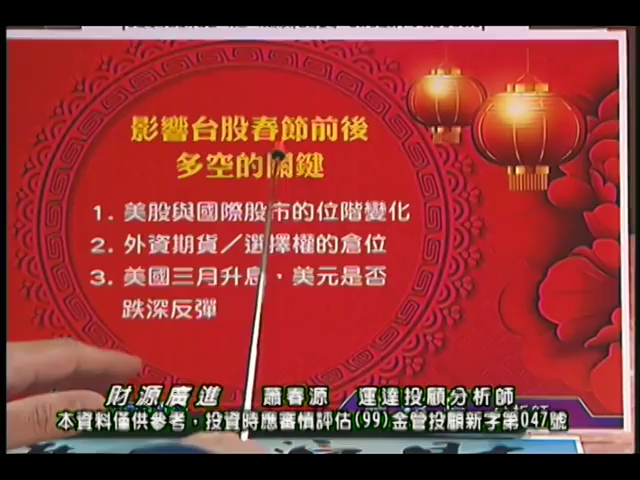 影響台股春節前後
多空的關鍵
1. 美股與國際股市的位階變化
2. 外資期貨／選擇權的倉位
3. 美國三月升息，美元是否
跌深反彈
財源廣進 蕭春源 / 運達投顧分析師
本資料僅供參考，投資時應審慎評估(99)金管投顧新字第047號